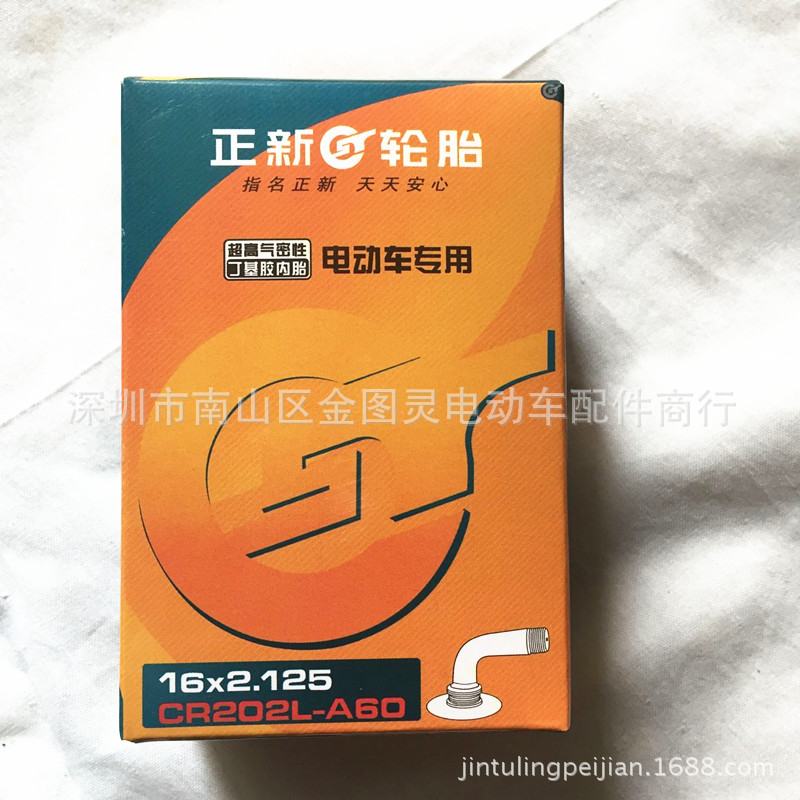 正新轮胎
指名正新 天天安心
超高气密性
丁基胶内胎
电动车专用
深圳市南山区金图灵电动车配件商行
16x2.125
CR202L-A60
jintulingpeijian.1688.com